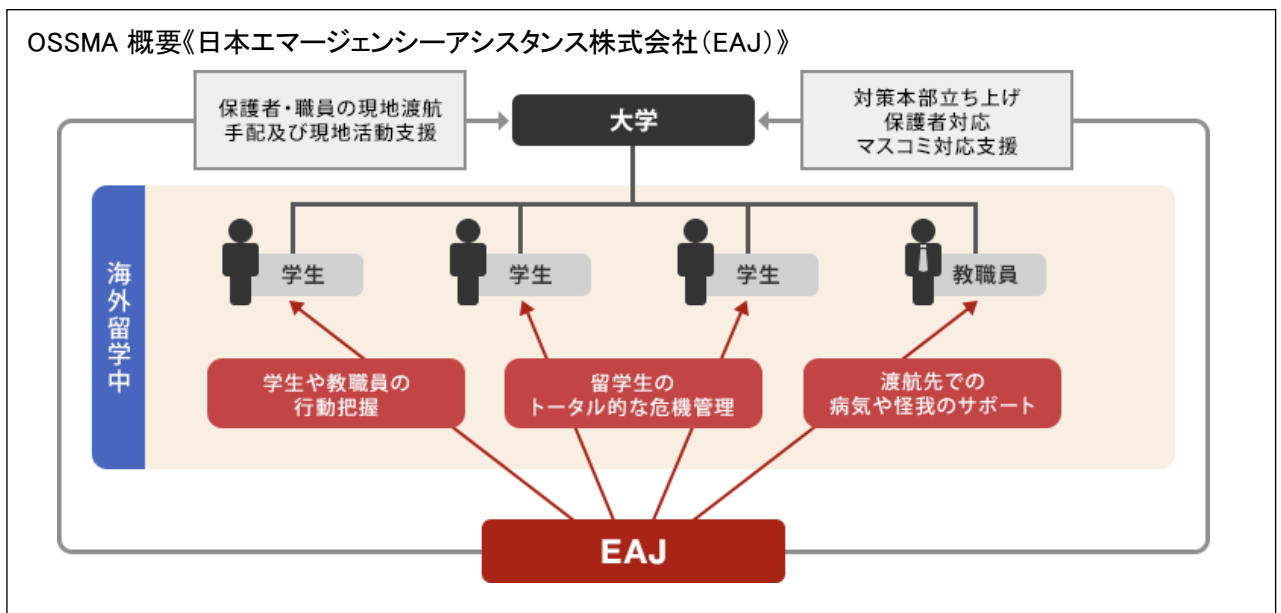 OSSMA 概要《日本エマージェンシーアシスタンス株式会社（EAJ）》
保護者・職員の現地渡航
手配及び現地活動支援
大学
対策本部立ち上げ
保護者対応
マスコミ対応支援
海外留学中
学生
学生
学生
教職員
学生や教職員の
行動把握
留学生の
トータル的な危機管理
渡航先での
病気や怪我のサポート
EAJ